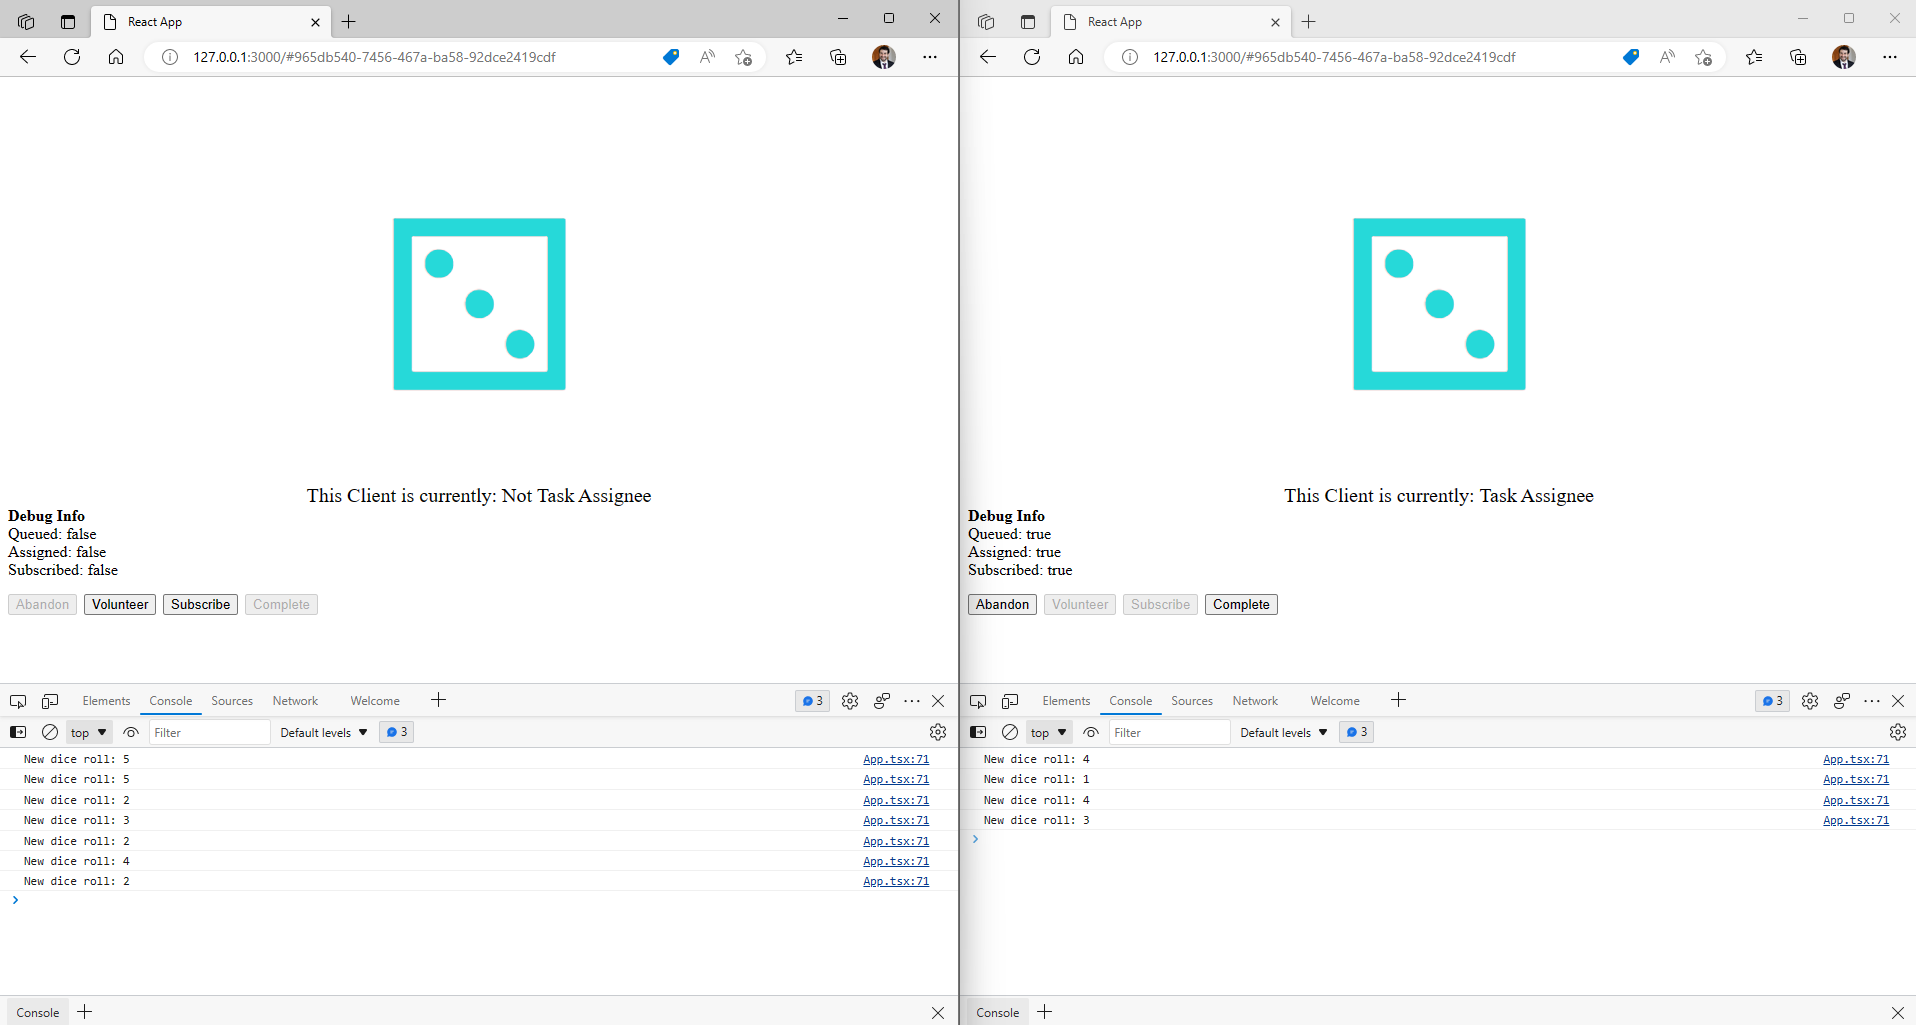 React App
127.0.0.1:3000/#965db540-7456-467a-ba58-92dce2419cdf
This Client is currently: Not Task Assignee
Debug Info
Queued: false
Assigned: false
Subscribed: false
Abandon Volunteer Subscribe Complete
Elements Console Sources Network Welcome 3
top Filter Default levels 3
New dice roll: 5 App.tsx:71
New dice roll: 5 App.tsx:71
New dice roll: 2 App.tsx:71
New dice roll: 3 App.tsx:71
New dice roll: 2 App.tsx:71
New dice roll: 4 App.tsx:71
New dice roll: 2 App.tsx:71
Console
React App
127.0.0.1:3000/#965db540-7456-467a-ba58-92dce2419cdf
This Client is currently: Task Assignee
Debug Info
Queued: true
Assigned: true
Subscribed: true
Abandon Volunteer Subscribe Complete
Elements Console Sources Network Welcome 3
top Filter Default levels 3
New dice roll: 4 App.tsx:71
New dice roll: 1 App.tsx:71
New dice roll: 4 App.tsx:71
New dice roll: 3 App.tsx:71
Console